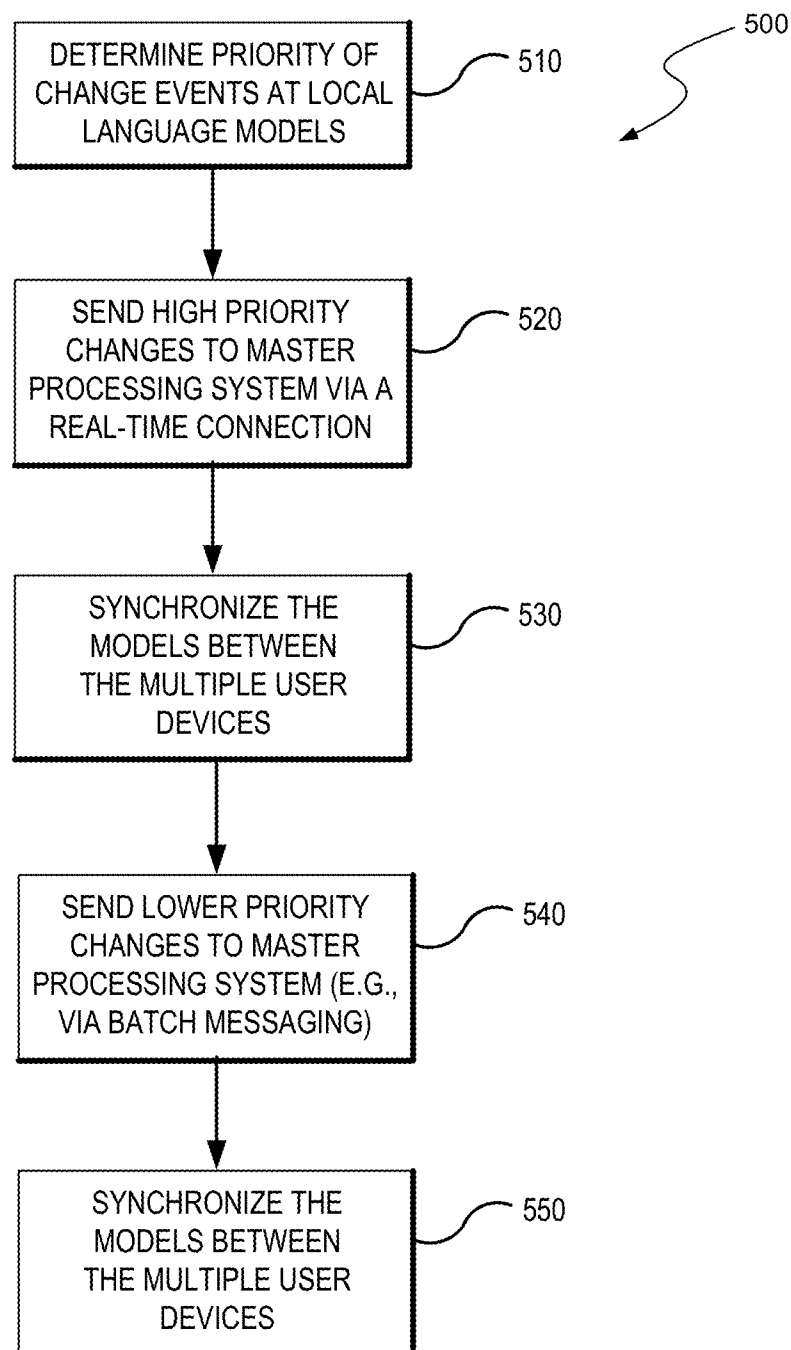 500
DETERMINE PRIORITY OF
CHANGE EVENTS AT LOCAL
LANGUAGE MODELS
510
SEND HIGH PRIORITY
CHANGES TO MASTER
PROCESSING SYSTEM VIA A
REAL-TIME CONNECTION
520
SYNCHRONIZE THE
MODELS BETWEEN
THE MULTIPLE USER
DEVICES
530
SEND LOWER PRIORITY
CHANGES TO MASTER
PROCESSING SYSTEM (E.G.,
VIA BATCH MESSAGING)
540
SYNCHRONIZE THE
MODELS BETWEEN
THE MULTIPLE USER
DEVICES
550